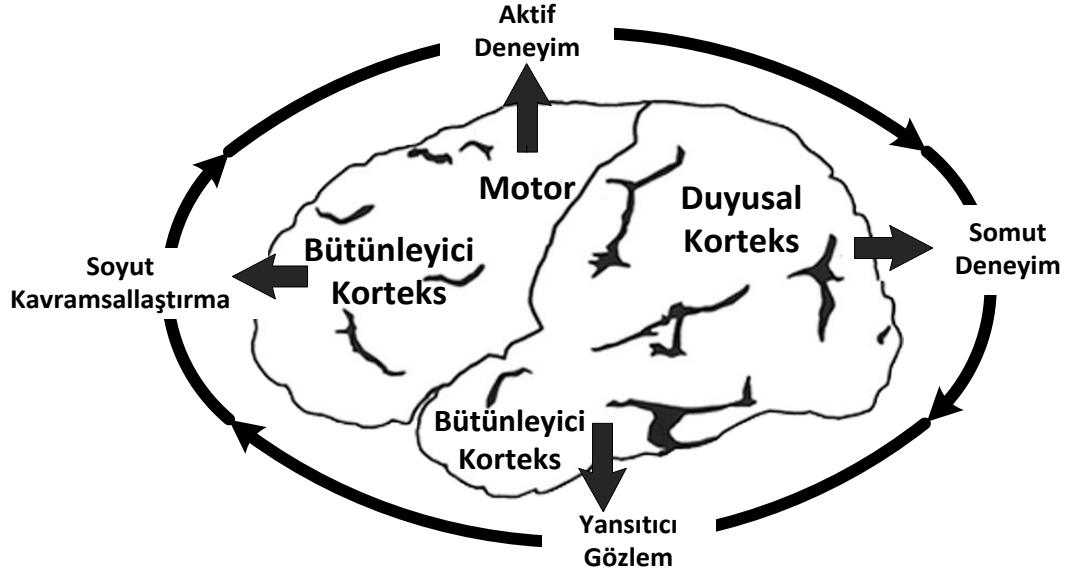 Aktif
Deneyim
Motor
Duyusal
Korteks
Bütünleyici
Korteks
Somut
Deneyim
Soyut
Kavramsallaştırma
Bütünleyici
Korteks
Yansıtıcı
Gözlem